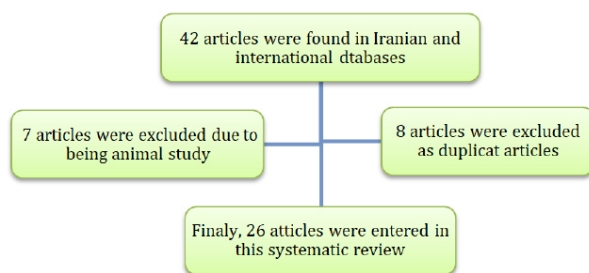 42 articles were found in Iranian and
international dtabases
7 articles were excluded due to
being animal study
8 articles were excluded
as duplicat articles
Finaly, 26 atticles were entered in
this systematic review